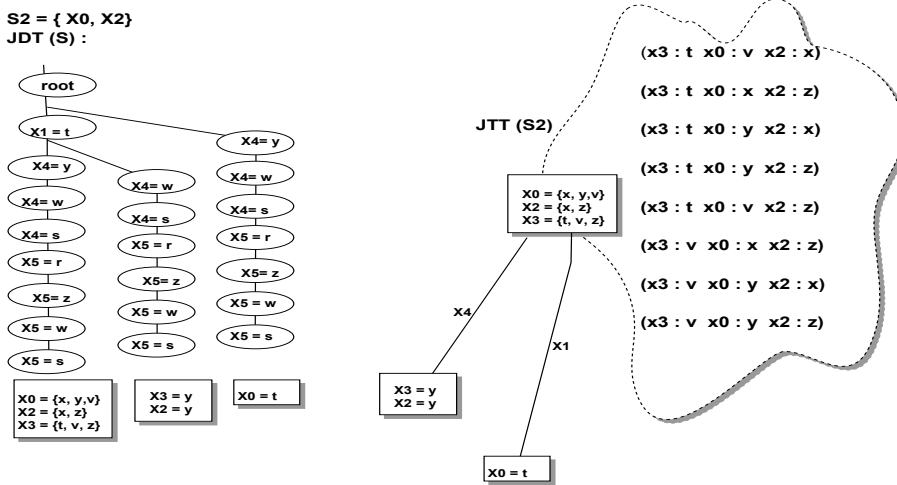 S2 = { X0, X2}
JDT (S) :
root
X1 = t
X4= y
X4= w
X4= s
X5 = r
X5= z
X5 = w
X5 = s
X0 = {x, y,v}
X2 = {x, z}
X3 = {t, v, z}
X4= w
X4= s
X5 = r
X5= z
X5 = w
X5 = s
X3 = y
X2 = y
X4= y
X4= w
X4= s
X5 = r
X5= z
X5 = w
X5 = s
X0 = t
JTT (S2)
X0 = {x, y,v}
X2 = {x, z}
X3 = {t, v, z}
X4
X1
X3 = y
X2 = y
X0 = t
(x3 : t x0 : v x2 : x)
(x3 : t x0 : x x2 : z)
(x3 : t x0 : y x2 : x)
(x3 : t x0 : y x2 : z)
(x3 : t x0 : v x2 : z)
(x3 : v x0 : x x2 : z)
(x3 : v x0 : y x2 : x)
(x3 : v x0 : y x2 : z)